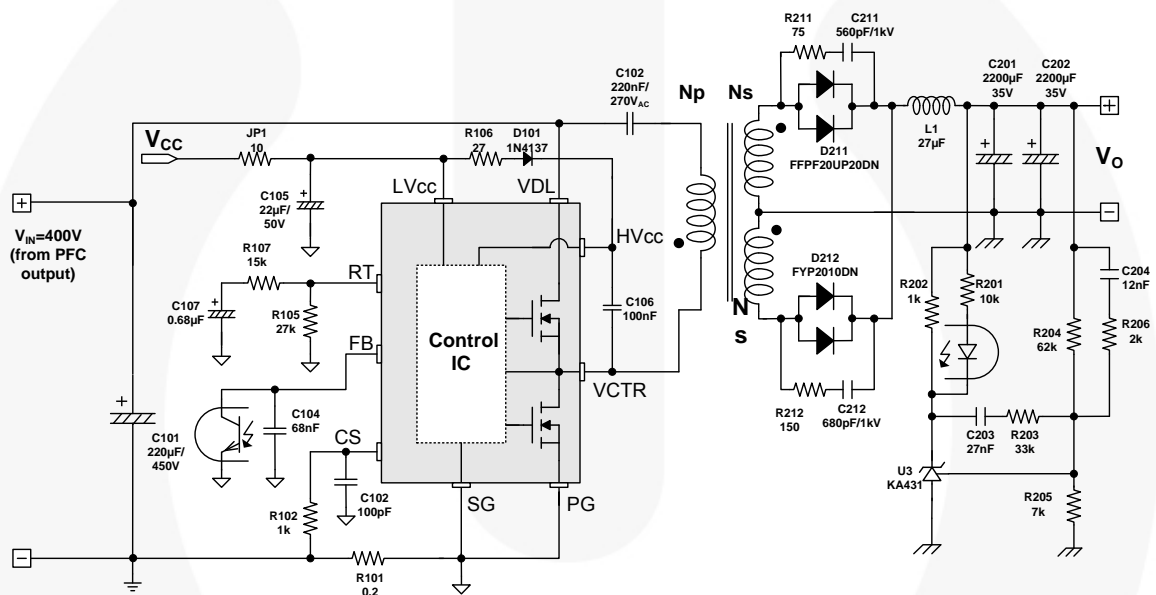 R211
75
C211
560pF/1kV
C102
220nF/
270VAC
Np
Ns
C201
2200µF
35V
C202
2200µF
35V
D211
FFPF20UP20DN
L1
27µF
VO
VCC
JP1
10
R106
27
D101
1N4137
LVcc
VDL
C105
22µF/
50V
HVcc
VIN=400V
(from PFC
output)
R107
15k
RT
C107
0.68µF
R105
27k
C106
100nF
D212
FYP2010DN
N
s
R202
1k
R201
10k
C204
12nF
R204
62k
R206
2k
FB
Control
IC
VCTR
C104
68nF
C101
220µF/
450V
CS
R212
150
C212
680pF/1kV
C203
27nF
R203
33k
U3
KA431
R102
1k
C102
100pF
SG
PG
R205
7k
R101
0.2